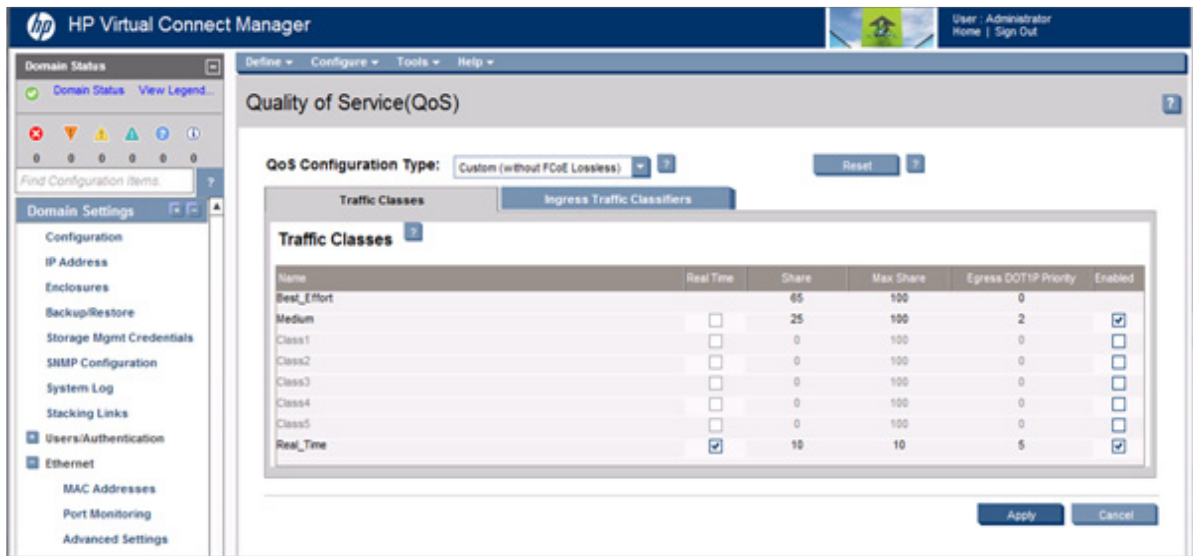 hp HP Virtual Connect Manager
User : Administrator
Home | Sign Out
Domain Status
Domain Status View Legend...
0 0 0 0 0 0
Find Configuration Items.
?
Domain Settings
Configuration
IP Address
Enclosures
Backup/Restore
Storage Mgmt Credentials
SNMP Configuration
System Log
Stacking Links
Users/Authentication
Ethernet
MAC Addresses
Port Monitoring
Advanced Settings
Define Configure Tools Help
Quality of Service(QoS) ?
QoS Configuration Type: Custom (without FCoE Lossless) ? Reset ?
Traffic Classes Ingress Traffic Classifiers
Traffic Classes ?
Name Real Time Share Max Share Egress DOT1P Priority Enabled
Best_Effort 65 100 0
Medium 25 100 2
Class1 0 100 0
Class2 0 100 0
Class3 0 100 0
Class4 0 100 0
Class5 0 100 0
Real_Time 10 10 5
Apply Cancel